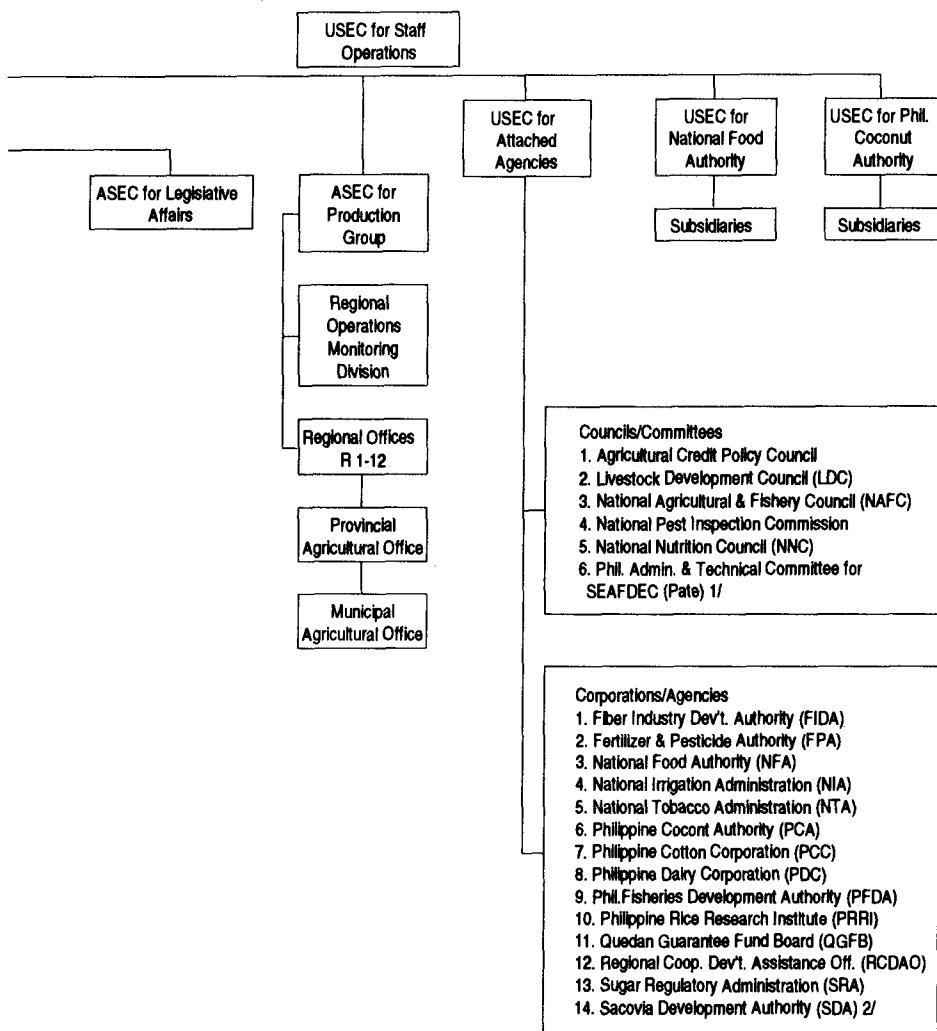 USEC for Staff
Operations
USEC for
Attached
Agencies
USEC for
National Food
Authority
USEC for Phil.
Coconut
Authority
ASEC for Legislative
Affairs
ASEC for
Production
Group
Subsidiaries
Subsidiaries
Regional
Operations
Monitoring
Division
Regional Offices
R 1-12
Provincial
Agricultural Office
Municipal
Agricultural Office
Councils/Committees
1. Agricultural Credit Policy Council
2. Livestock Development Council (LDC)
3. National Agricultural & Fishery Council (NAFC)
4. National Pest Inspection Commission
5. National Nutrition Council (NNC)
6. Phil. Admin. & Technical Committee for
SEAFDEC (Pate) 1/
Corporations/Agencies
1. Fiber Industry Dev't. Authority (FIDA)
2. Fertilizer & Pesticide Authority (FPA)
3. National Food Authority (NFA)
4. National Irrigation Administration (NIA)
5. National Tobacco Administration (NTA)
6. Philippine Cocont Authority (PCA)
7. Philippine Cotton Corporation (PCC)
8. Philippine Dairy Corporation (PDC)
9. Phil.Fisheries Development Authority (PFDA)
10. Philippine Rice Research Institute (PRRI)
11. Quedan Guarantee Fund Board (QGFB)
12. Regional Coop. Dev't. Assistance Off. (RCDAO)
13. Sugar Regulatory Administration (SRA)
14. Sacovia Development Authority (SDA) 2/